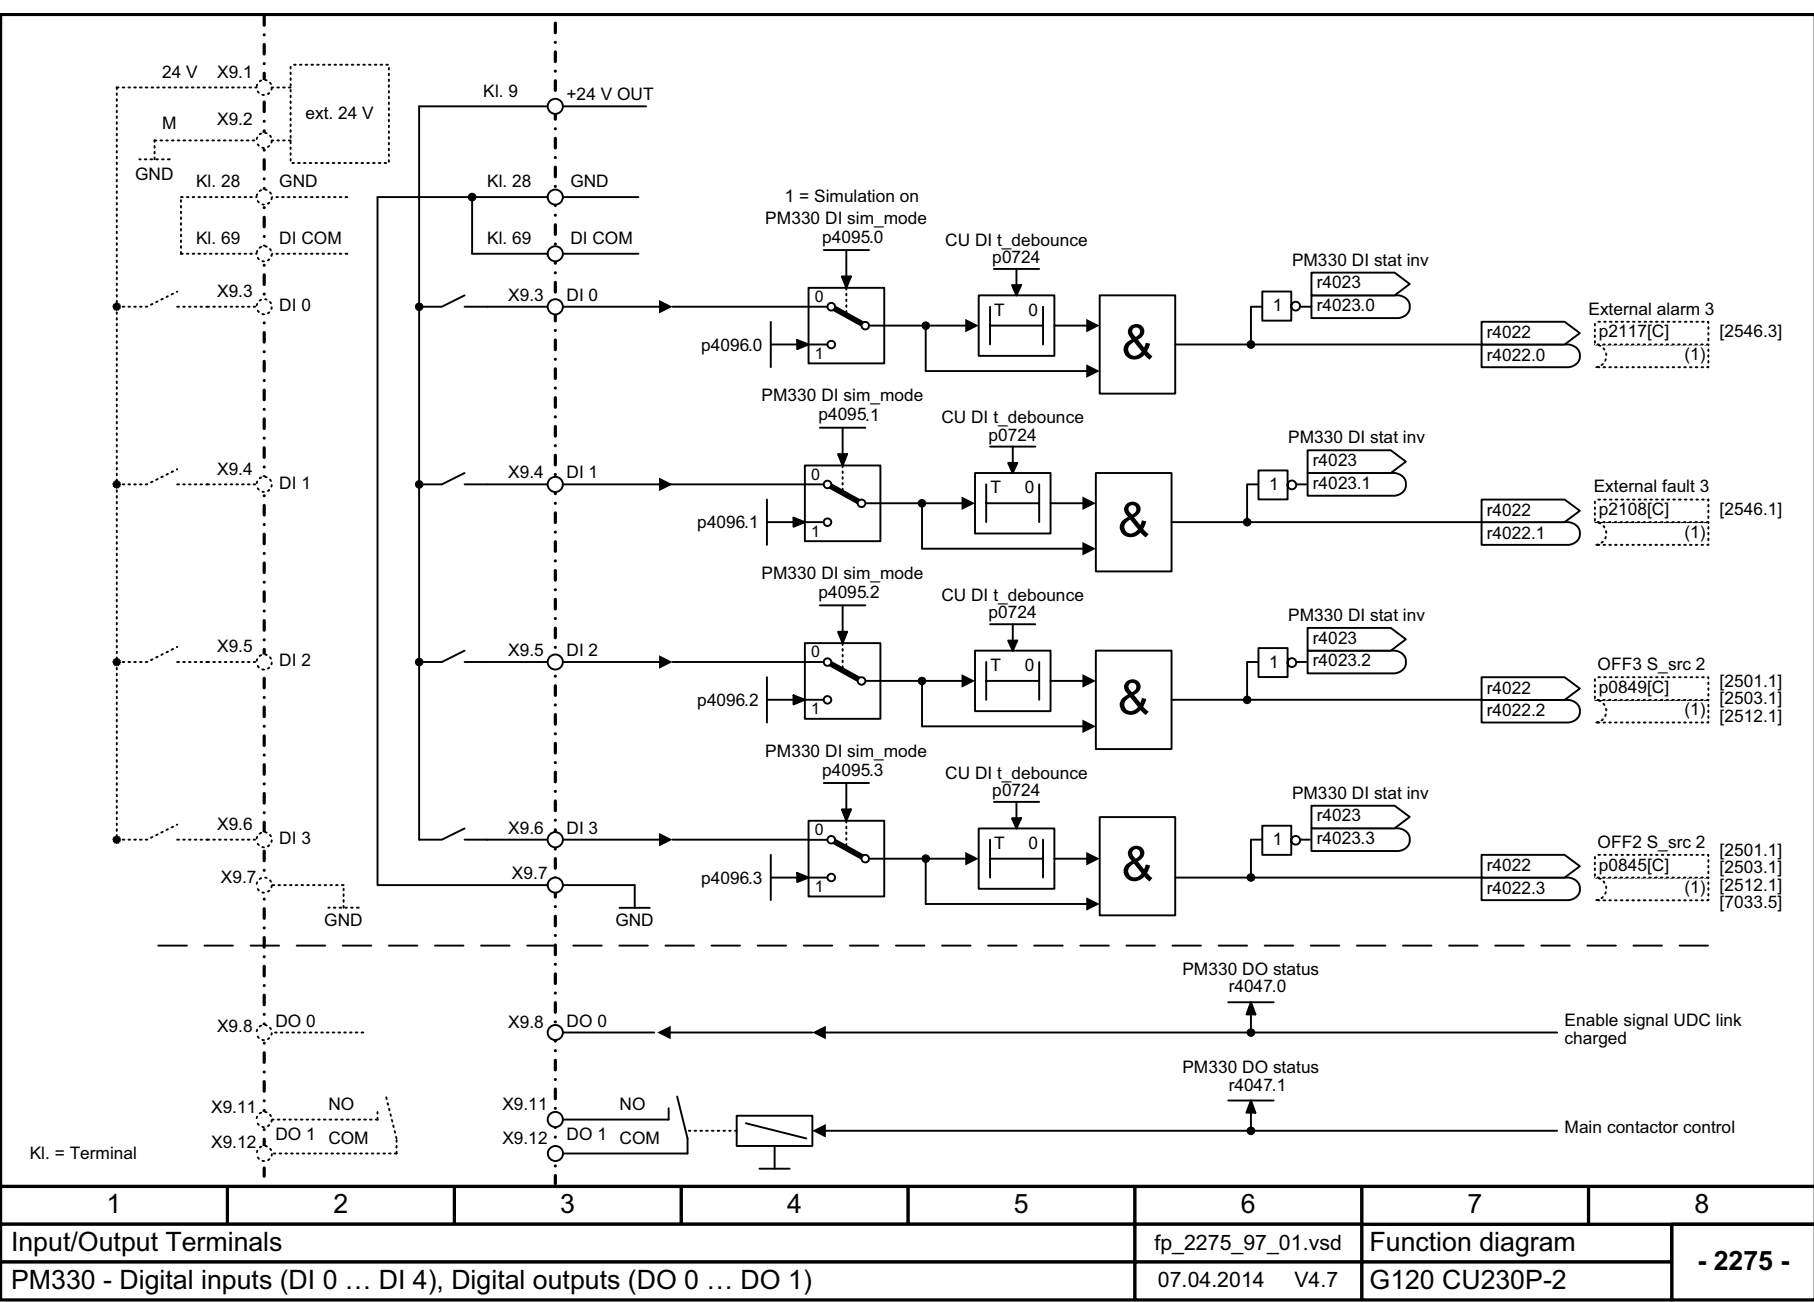 24 V X9.1
ext. 24 V
M X9.2
GND
Kl. 28 GND
Kl. 69 DI COM
X9.3 DI 0
X9.4 DI 1
X9.5 DI 2
X9.6 DI 3
X9.7
GND
X9.8 DO 0
X9.11 NO
X9.12 DO 1 COM
Kl. = Terminal
Kl. 9 +24 V OUT
Kl. 28 GND
Kl. 69 DI COM
1 = Simulation on
PM330 DI sim_mode
p4095.0
CU DI t_debounce
p0724
PM330 DI stat inv
r4023
r4023.0
X9.3 DI 0
0
T 0
1
External alarm 3
p4096.0
1
&
r4022
r4022.0
p2117[C]
(1)
[2546.3]
PM330 DI sim_mode
p4095.1
CU DI t_debounce
p0724
PM330 DI stat inv
r4023
r4023.1
X9.4 DI 1
0
T 0
1
External fault 3
p4096.1
1
&
r4022
r4022.1
p2108[C]
(1)
[2546.1]
PM330 DI sim_mode
p4095.2
CU DI t_debounce
p0724
PM330 DI stat inv
r4023
r4023.2
X9.5 DI 2
0
T 0
1
OFF3 S_src 2
p4096.2
1
&
r4022
r4022.2
p0849[C]
(1)
[2501.1]
[2503.1]
[2512.1]
PM330 DI sim_mode
p4095.3
CU DI t_debounce
p0724
PM330 DI stat inv
r4023
r4023.3
X9.6 DI 3
0
T 0
1
OFF2 S_src 2
p4096.3
1
&
r4022
r4022.3
p0845[C]
(1)
[2501.1]
[2503.1]
[2512.1]
[7033.5]
X9.7
GND
PM330 DO status
r4047.0
X9.8 DO 0
Enable signal UDC link
charged
PM330 DO status
r4047.1
X9.11 NO
X9.12 DO 1 COM
Main contactor control
1 2 3 4 5 6 7 8
Input/Output Terminals
fp_2275_97_01.vsd
Function diagram
- 2275 -
PM330 - Digital inputs (DI 0 … DI 4), Digital outputs (DO 0 … DO 1)
07.04.2014 V4.7
G120 CU230P-2